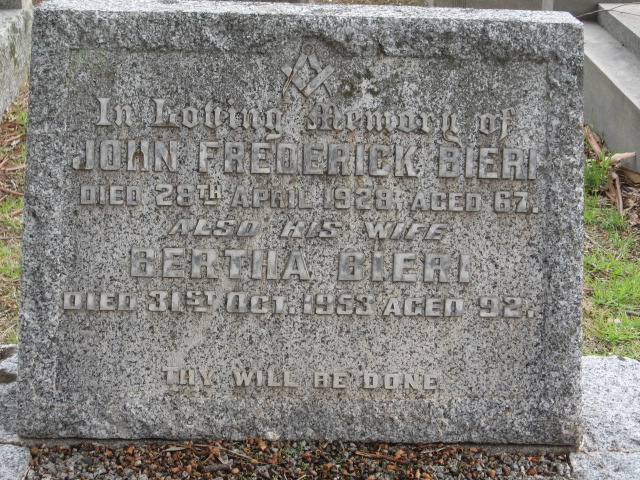 In Loving Memory of
JOHN FREDERICK BIERI
DIED 28TH APRIL 1928. AGED 67.
ALSO HIS WIFE
BERTHA BIERI
DIED 31ST OCT. 1953 AGED 92.
THY WILL BE DONE.